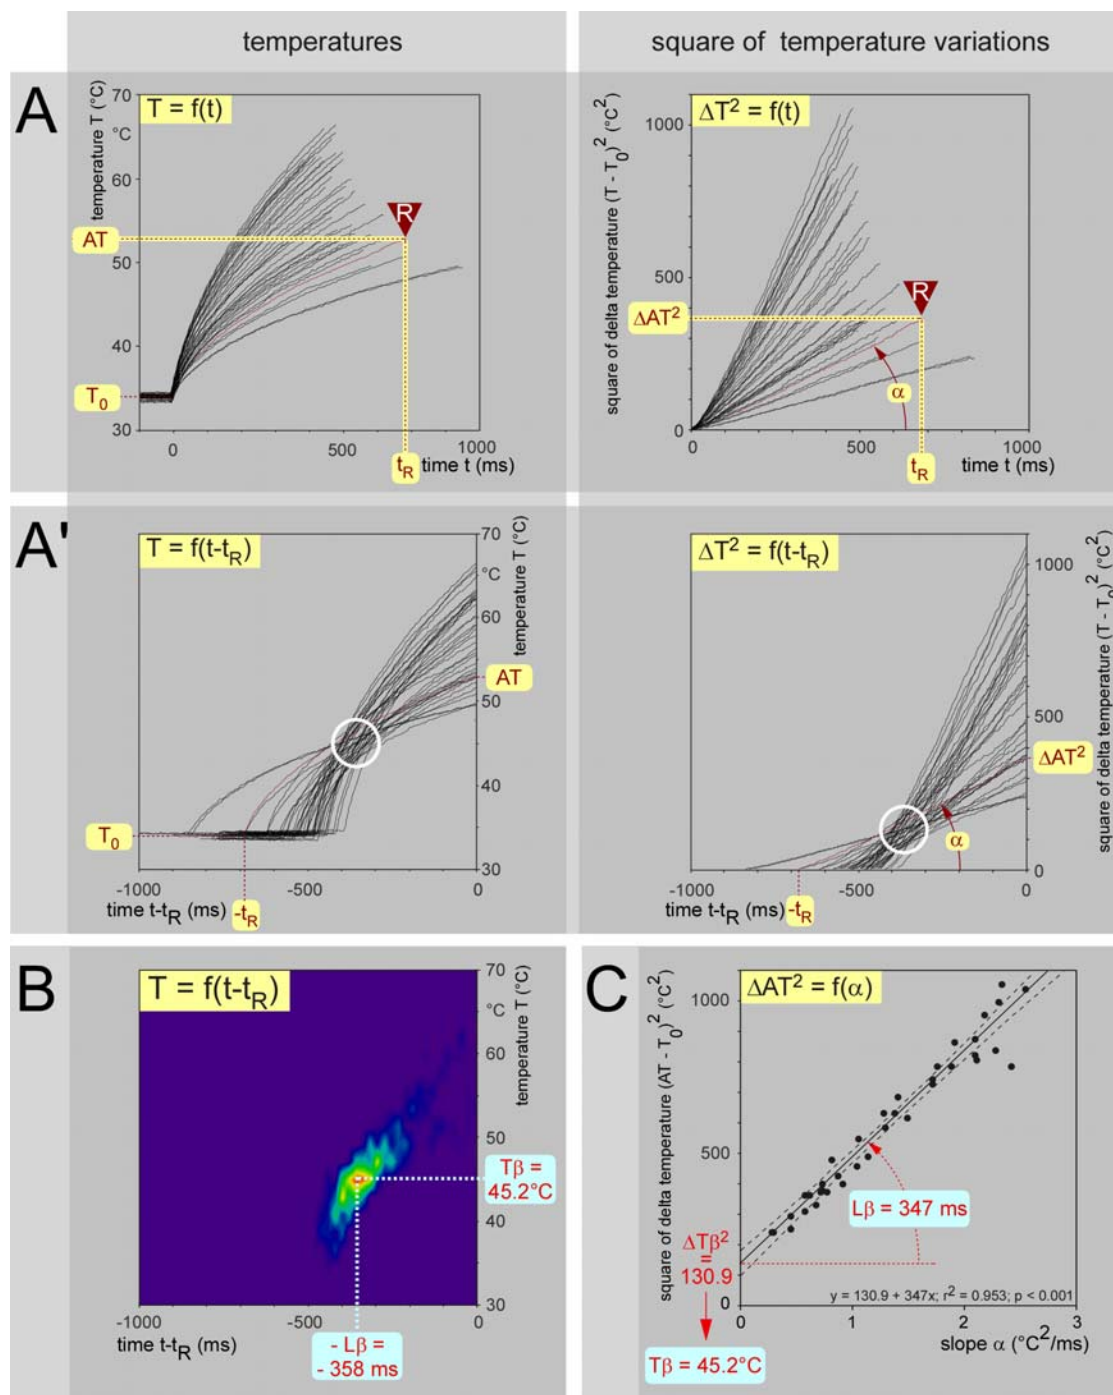 temperatures
square of temperature variations
A
T = f(t)
temperature T (°C)
70
°C
60
50
40
30
AT
T0
R
0
500
1000
tR
time t (ms)
ΔT² = f(t)
square of delta temperature (T - T0)² (°C²)
1000
500
0
ΔAT²
R
α
0
500
1000
tR
time t (ms)
A'
T = f(t-tR)
70
°C
60
50
40
30
temperature T (°C)
AT
T0
-1000
-500
0
time t-tR (ms)
-tR
ΔT² = f(t-tR)
1000
500
0
square of delta temperature (T - T0)² (°C²)
ΔAT²
α
-1000
-500
0
time t-tR (ms)
-tR
B
T = f(t-tR)
70
°C
60
50
40
30
temperature T (°C)
Tβ =
45.2°C
-1000
-500
0
time t-tR (ms)
- Lβ =
- 358 ms
C
ΔAT² = f(α)
square of delta temperature (AT - T0)² (°C²)
1000
500
0
Lβ = 347 ms
ΔTβ²
=
130.9
y = 130.9 + 347x; r² = 0.953; p < 0.001
0
1
2
3
slope α (°C²/ms)
Tβ = 45.2°C